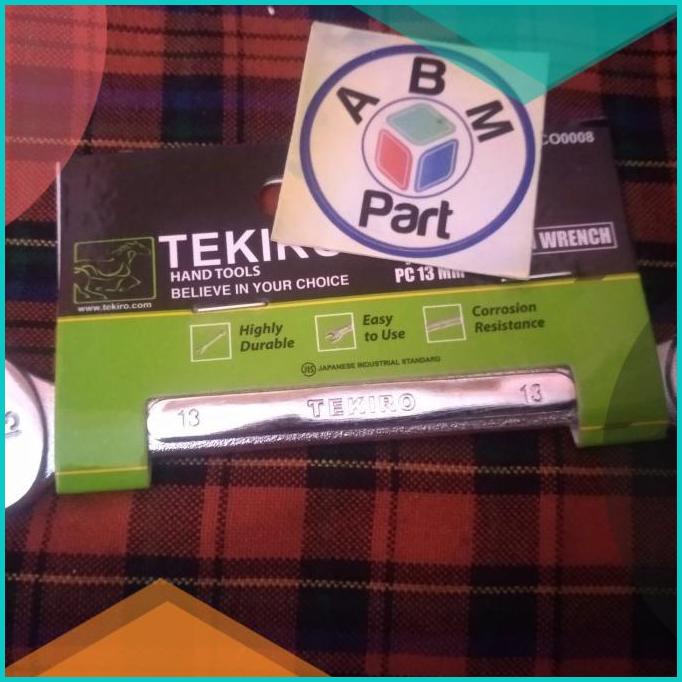 A B M
Part
CO0008
TEKIRO
WRENCH
HAND TOOLS
PC 13 mm
BELIEVE IN YOUR CHOICE
www.tekiro.com
Highly
Durable
Easy
to Use
Corrosion
Resistance
JIS JAPANESE INDUSTRIAL STANDARD
13 TEKIRO 13